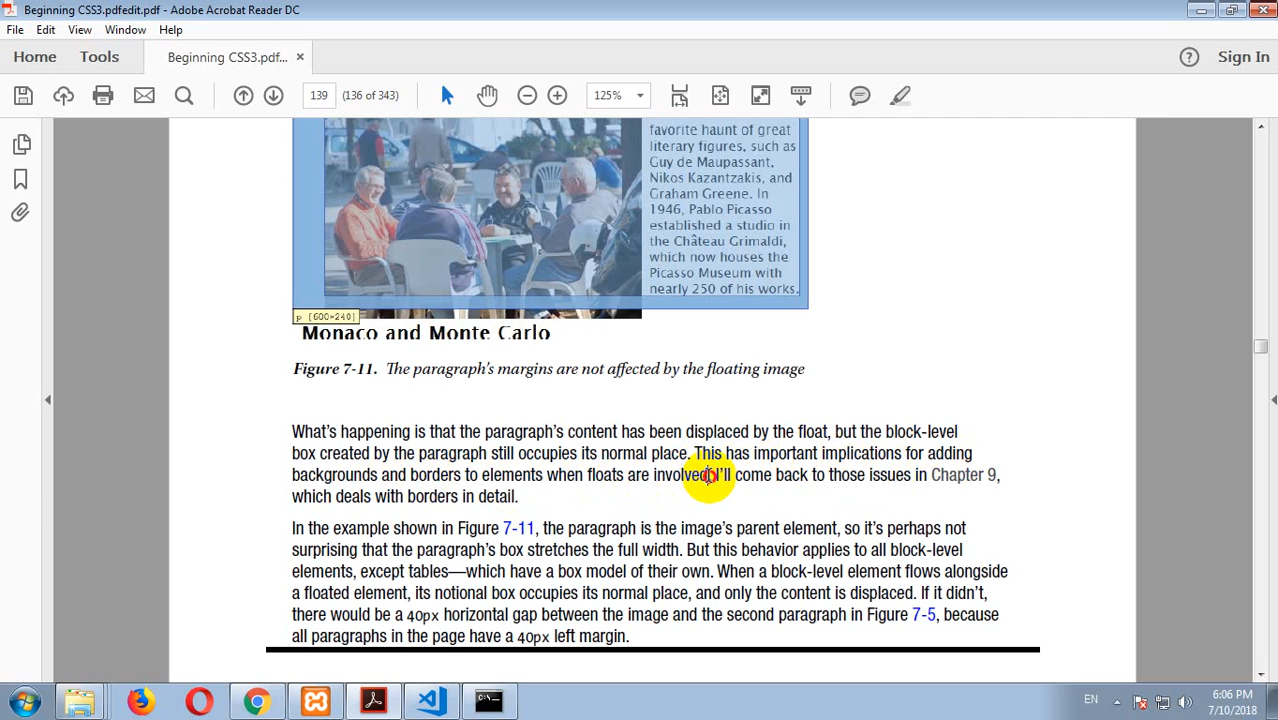 Beginning CSS3.pdfedit.pdf - Adobe Acrobat Reader DC
File Edit View Window Help
Home Tools Beginning CSS3.pdf... × Sign In
139 (136 of 343) 125%
favorite haunt of great
literary figures, such as
Guy de Maupassant,
Nikos Kazantzakis, and
Graham Greene. In
1946, Pablo Picasso
established a studio in
the Château Grimaldi,
which now houses the
Picasso Museum with
nearly 250 of his works.
p [600×240]
Monaco and Monte Carlo
Figure 7-11. The paragraph's margins are not affected by the floating image
What's happening is that the paragraph's content has been displaced by the float, but the block-level
box created by the paragraph still occupies its normal place. This has important implications for adding
backgrounds and borders to elements when floats are involved. I'll come back to those issues in Chapter 9,
which deals with borders in detail.
In the example shown in Figure 7-11, the paragraph is the image's parent element, so it's perhaps not
surprising that the paragraph's box stretches the full width. But this behavior applies to all block-level
elements, except tables—which have a box model of their own. When a block-level element flows alongside
a floated element, its notional box occupies its normal place, and only the content is displaced. If it didn't,
there would be a 40px horizontal gap between the image and the second paragraph in Figure 7-5, because
all paragraphs in the page have a 40px left margin.
EN
6:06 PM
7/10/2018